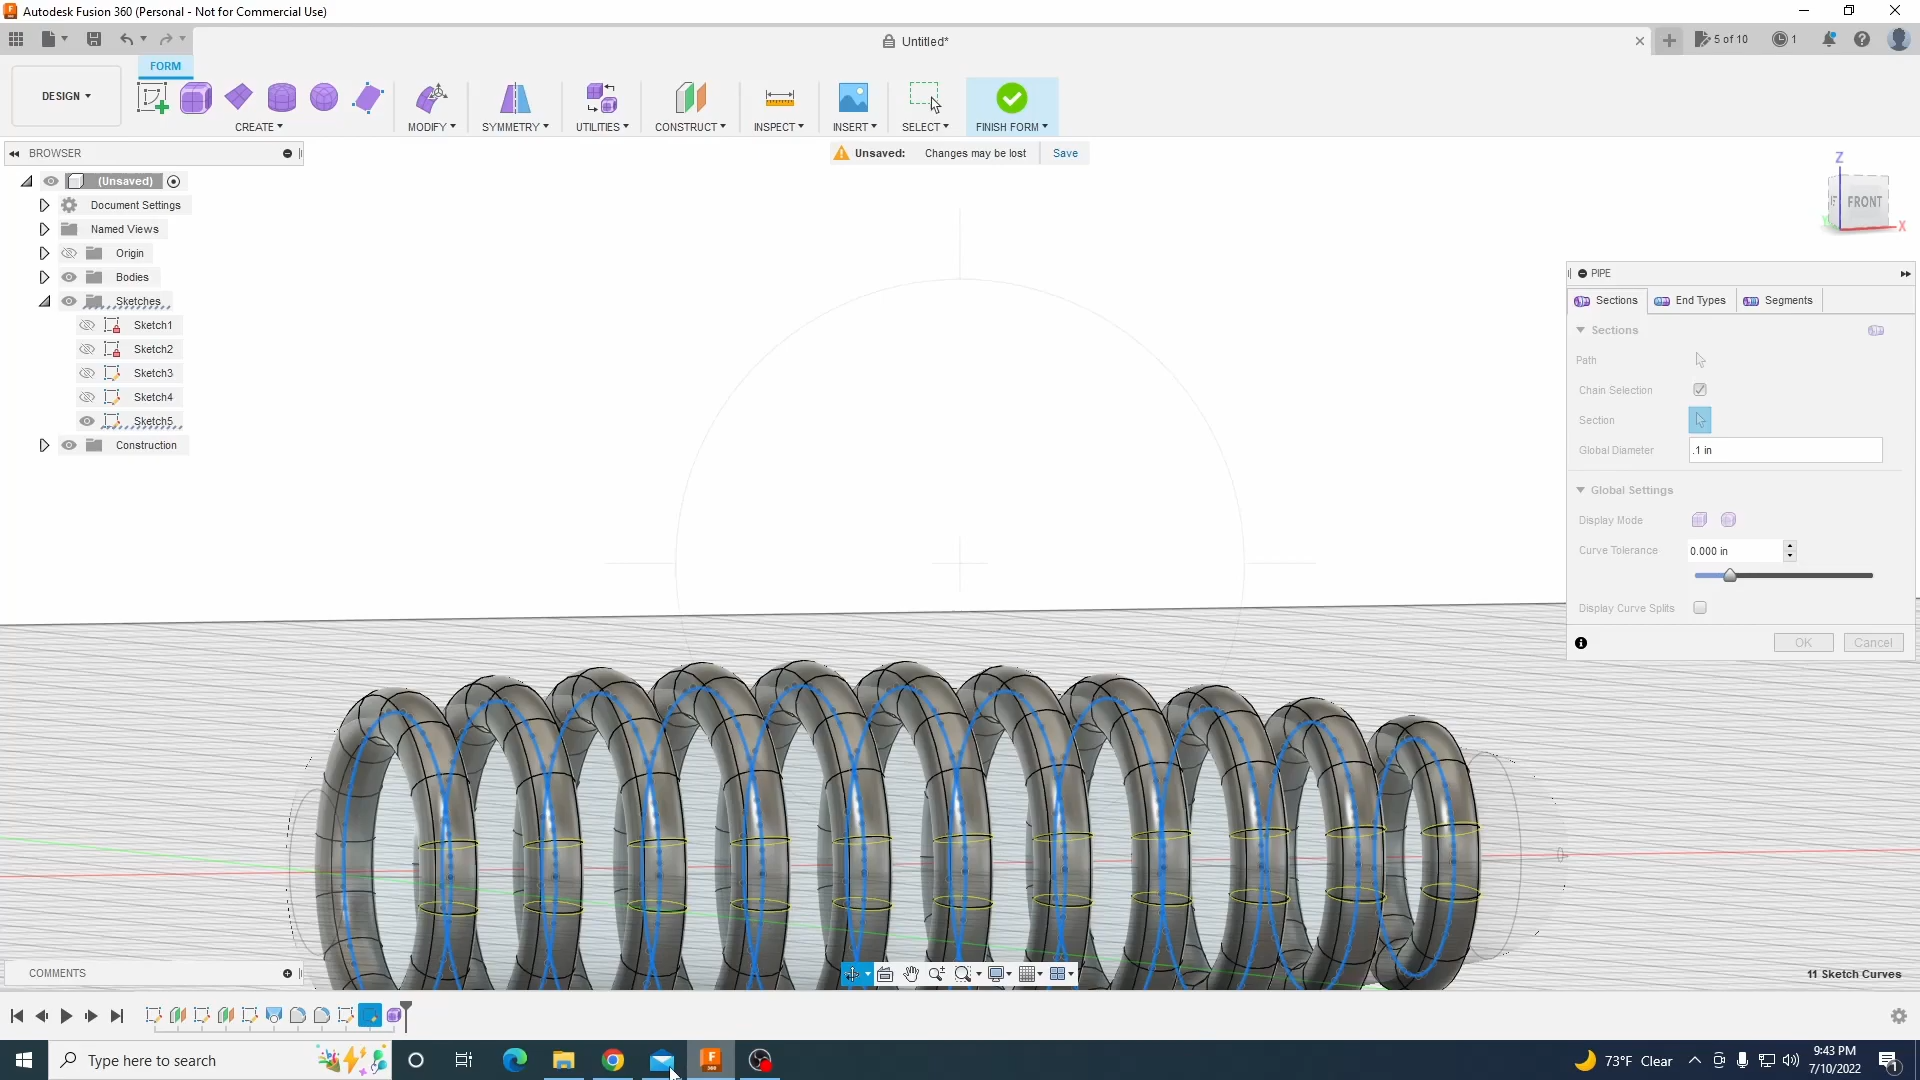 Autodesk Fusion 360 (Personal - Not for Commercial Use)
Untitled*
5 of 10
1
FORM
DESIGN
CREATE
MODIFY
SYMMETRY
UTILITIES
CONSTRUCT
INSPECT
INSERT
SELECT
FINISH FORM
BROWSER
Unsaved: Changes may be lost Save
(Unsaved)
Document Settings
Named Views
Origin
Bodies
Sketches
Sketch1
Sketch2
Sketch3
Sketch4
Sketch5
Construction
Z
FRONT
X
PIPE
Sections End Types Segments
Sections
Path
Chain Selection
Section
Global Diameter .1 in
Global Settings
Display Mode
Curve Tolerance 0.000 in
Display Curve Splits
OK Cancel
COMMENTS
11 Sketch Curves
Type here to search
73°F Clear
9:43 PM
7/10/2022
1